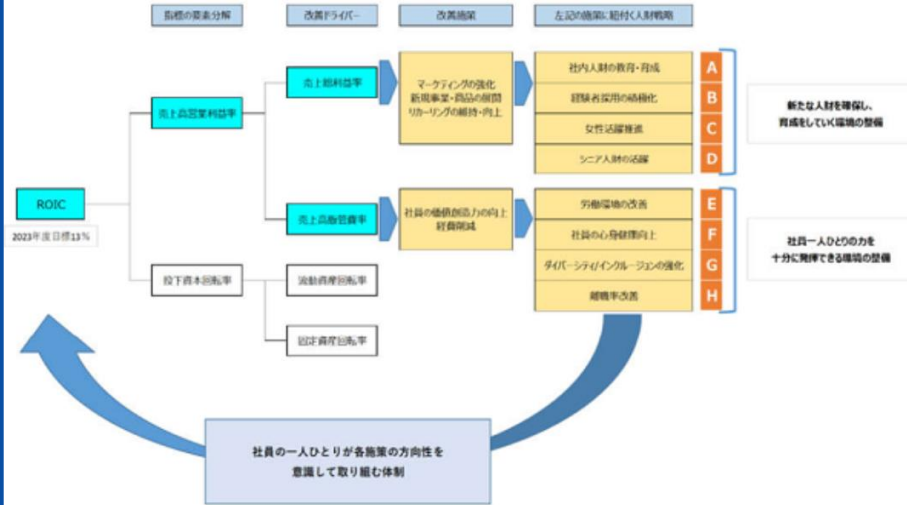 指標の要素分解
改善ドライバー
改善施策
左記の施策に紐付く人財戦略
ROIC
2023年度目標13%
売上高営業利益率
投下資本回転率
売上総利益率
売上高販管費率
流動資産回転率
固定資産回転率
マーケティングの強化
新規事業・商品の展開
リカーリングの維持・向上
社員の価値創造力の向上
経費削減
社内人財の教育・育成
A
経験者採用の積極化
B
女性活躍推進
C
シニア人財の活躍
D
労働環境の改善
E
社員の心身健康向上
F
ダイバーシティ/インクルージョンの強化
G
離職率改善
H
新たな人財を確保し、
育成をしていく環境の整備
社員一人ひとりの力を
十分に発揮できる環境の整備
社員の一人ひとりが各施策の方向性を
意識して取り組む体制